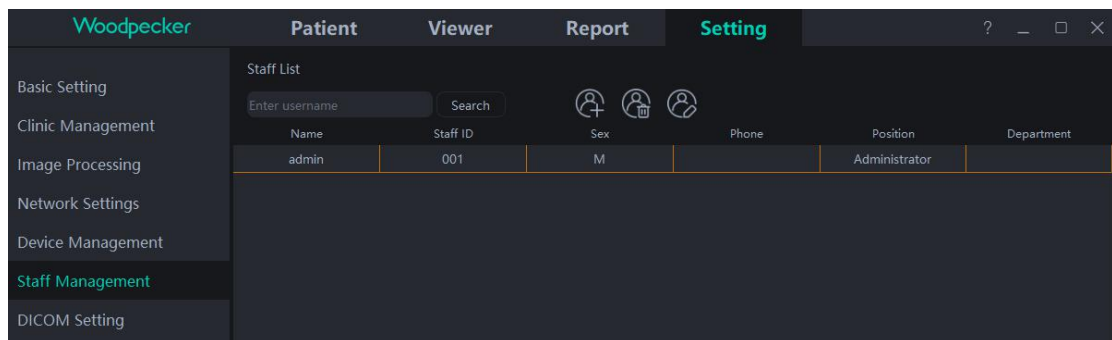 Woodpecker Patient Viewer Report Setting ?
Staff List
Basic Setting
Enter username Search
Clinic Management
Name Staff ID Sex Phone Position Department
admin 001 M Administrator
Image Processing
Network Settings
Device Management
Staff Management
DICOM Setting